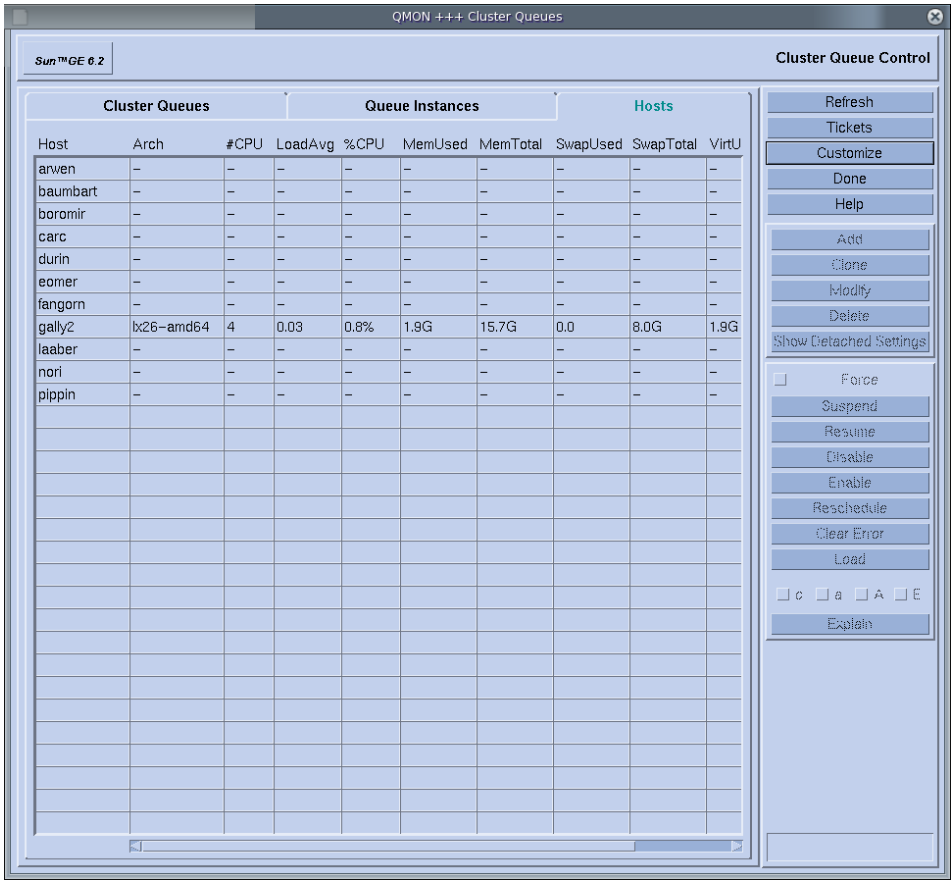 QMON +++ Cluster Queues
Sun™GE 6.2
Cluster Queue Control
Cluster Queues Queue Instances Hosts
Host Arch #CPU LoadAvg %CPU MemUsed MemTotal SwapUsed SwapTotal VirtU
arwen – – – – – – – – –
baumbart – – – – – – – – –
boromir – – – – – – – – –
carc – – – – – – – – –
durin – – – – – – – – –
eomer – – – – – – – – –
fangorn – – – – – – – – –
gally2 lx26–amd64 4 0.03 0.8% 1.9G 15.7G 0.0 8.0G 1.9G
laaber – – – – – – – – –
nori – – – – – – – – –
pippin – – – – – – – – –
Refresh
Tickets
Customize
Done
Help
Add
Clone
Modify
Delete
Show Detached Settings
Force
Suspend
Resume
Disable
Enable
Reschedule
Clear Error
Load
c a A E
Explain